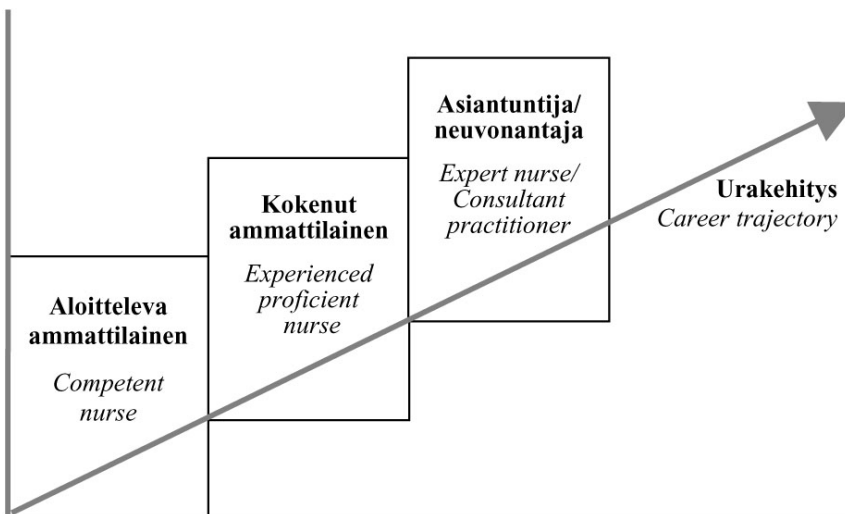 Aloitteleva
ammattilainen
Competent
nurse
Kokenut
ammattilainen
Experienced
proficient
nurse
Asiantuntija/
neuvonantaja
Expert nurse/
Consultant
practitioner
Urakehitys
Career trajectory